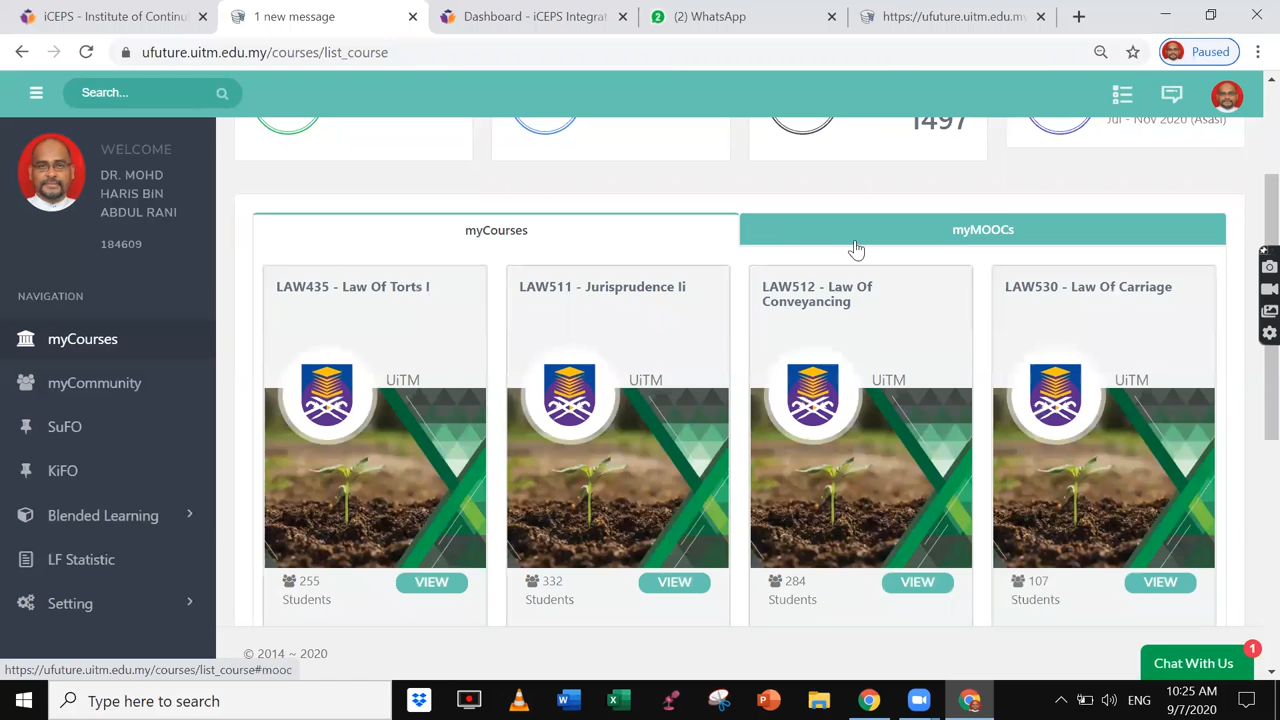 iCEPS - Institute of Continu
1 new message
Dashboard - iCEPS Integrat
(2) WhatsApp
https://ufuture.uitm.edu.my
ufuture.uitm.edu.my/courses/list_course
Paused
Search...
1497
Jul - Nov 2020 (Asasi)
WELCOME
DR. MOHD
HARIS BIN
ABDUL RANI
184609
NAVIGATION
myCourses
myCommunity
SuFO
KiFO
Blended Learning
LF Statistic
Setting
myCourses
myMOOCs
LAW435 - Law Of Torts I
UiTM
255
Students
VIEW
LAW511 - Jurisprudence Ii
UiTM
332
Students
VIEW
LAW512 - Law Of
Conveyancing
UiTM
284
Students
VIEW
LAW530 - Law Of Carriage
UiTM
107
Students
VIEW
© 2014 ~ 2020
Chat With Us
1
https://ufuture.uitm.edu.my/courses/list_course#mooc
Type here to search
ENG
10:25 AM
9/7/2020